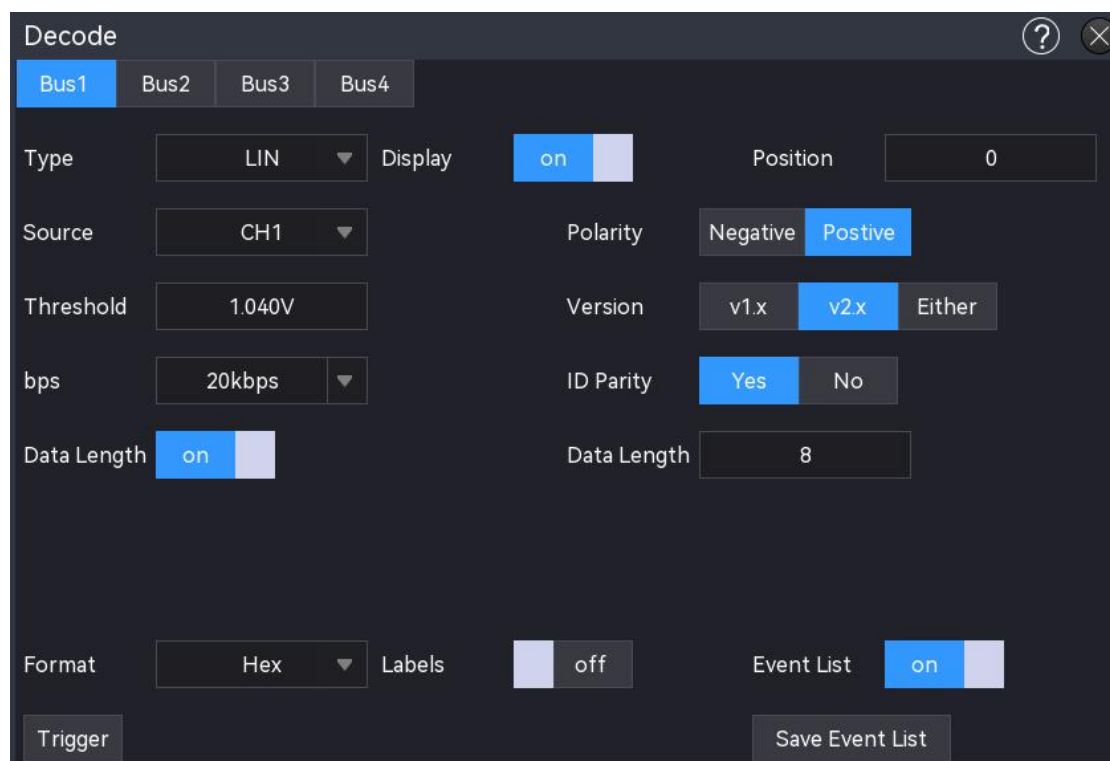 Decode ?
Bus1 Bus2 Bus3 Bus4
Type LIN Display on Position 0
Source CH1 Polarity Negative Postive
Threshold 1.040V Version v1.x v2.x Either
bps 20kbps ID Parity Yes No
Data Length on Data Length 8
Format Hex Labels off Event List on
Trigger Save Event List